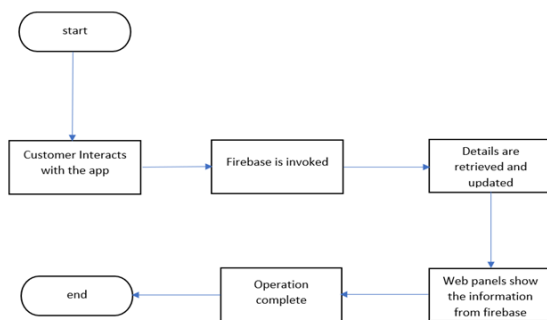 start
Customer Interacts
with the app
Firebase is invoked
Details are
retrieved and
updated
Web panels show
the information
from firebase
Operation
complete
end